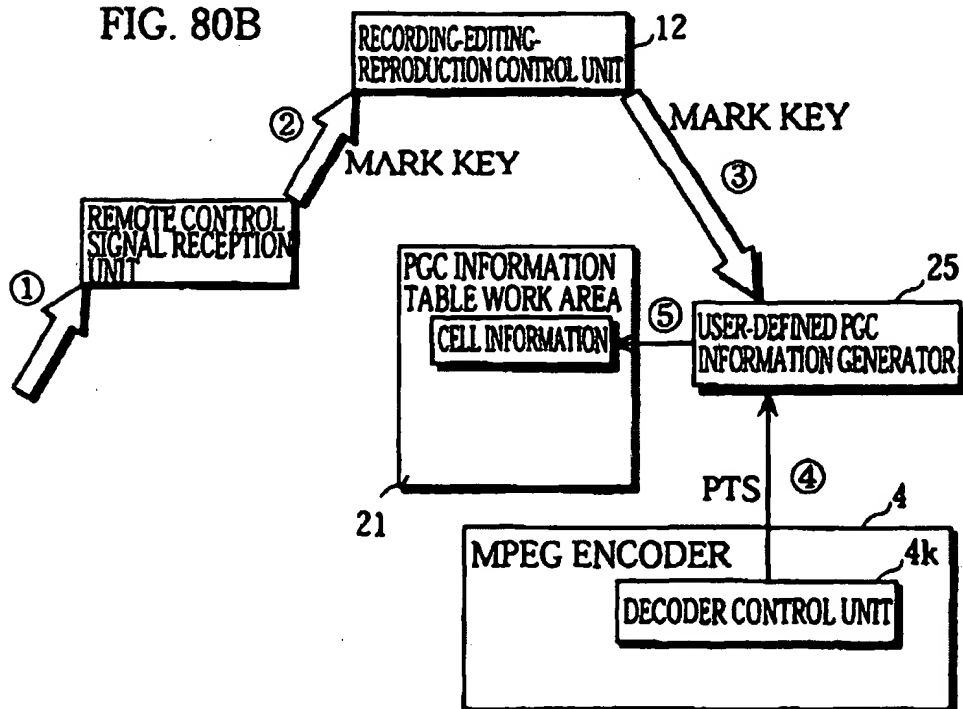 FIG. 80B
RECORDING-EDITING-
REPRODUCTION CONTROL UNIT
12
②
MARK KEY
MARK KEY
③
REMOTE CONTROL
SIGNAL RECEPTION
UNIT
①
PGC INFORMATION
TABLE WORK AREA
CELL INFORMATION
21
⑤
25
USER-DEFINED PGC
INFORMATION GENERATOR
PTS
④
4
MPEG ENCODER
4k
DECODER CONTROL UNIT